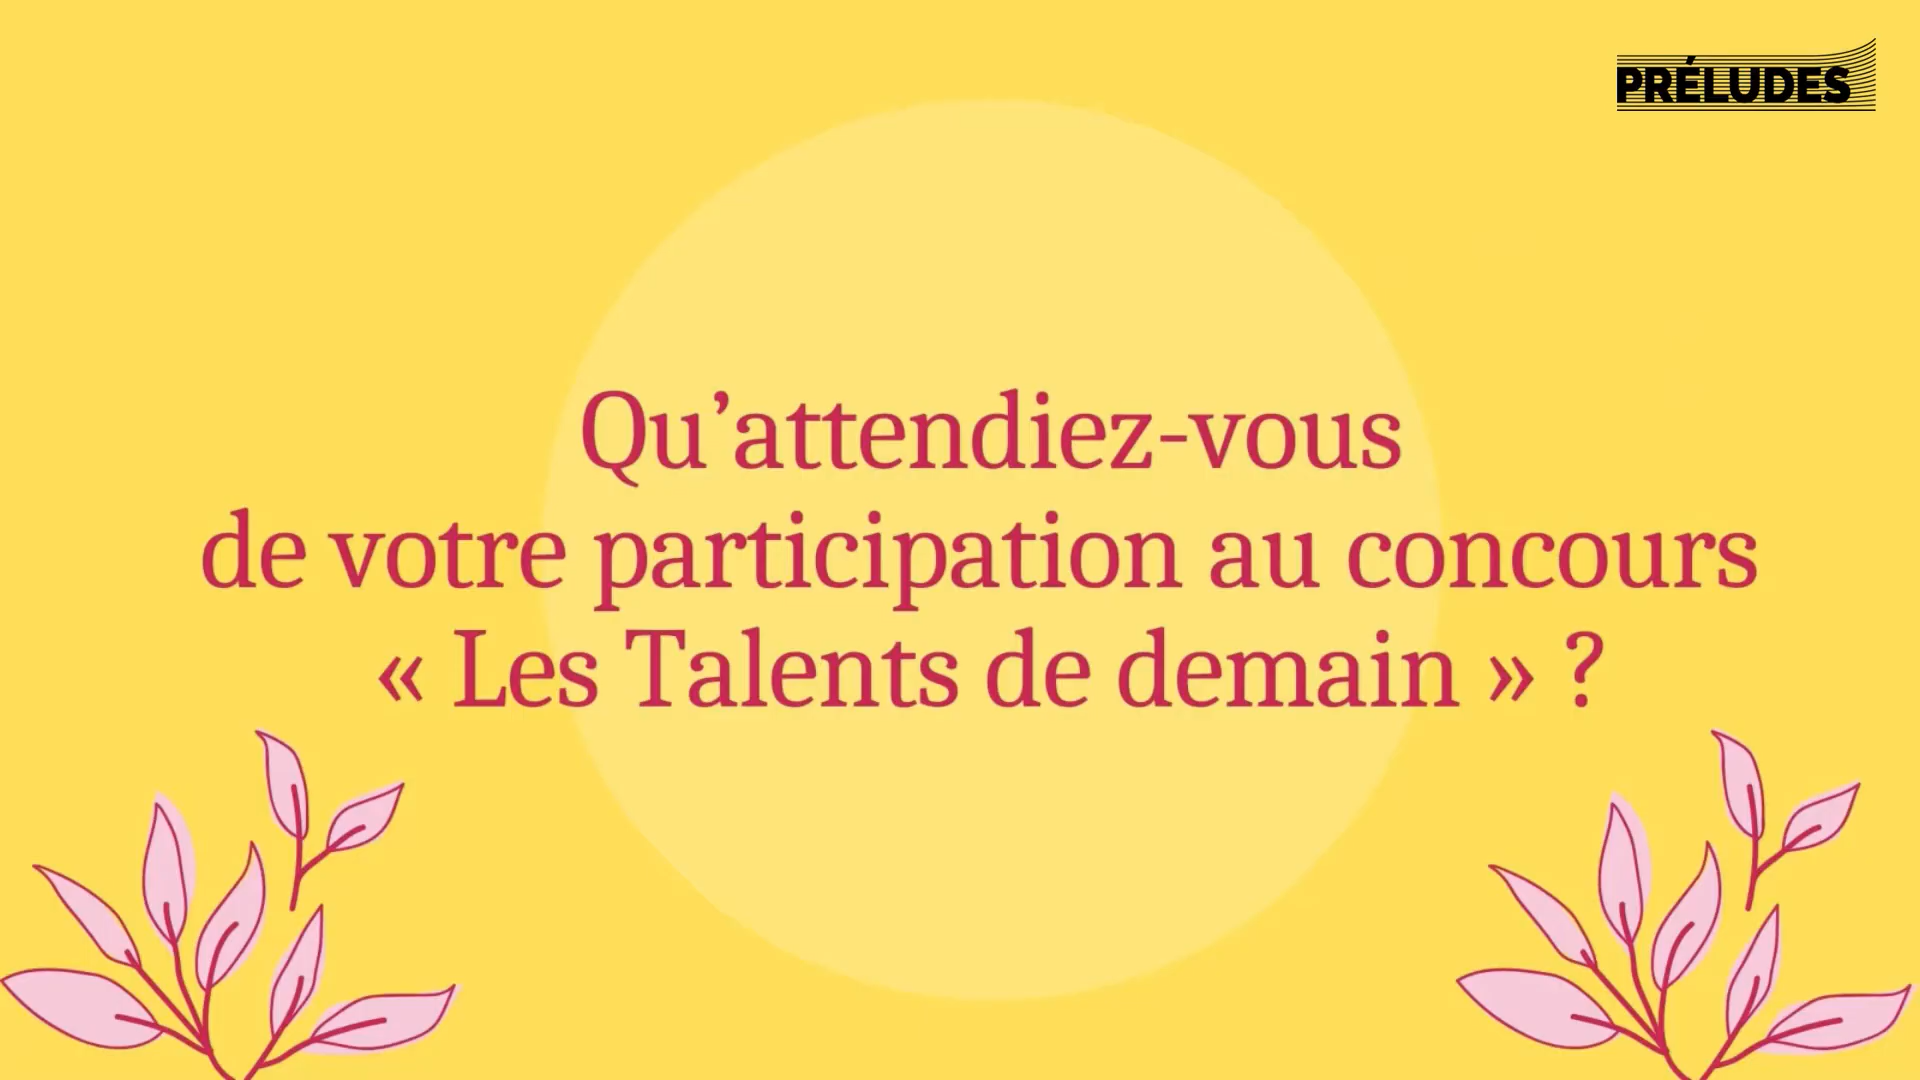 PRÉLUDES
Qu’attendiez-vous
de votre participation au concours
« Les Talents de demain » ?